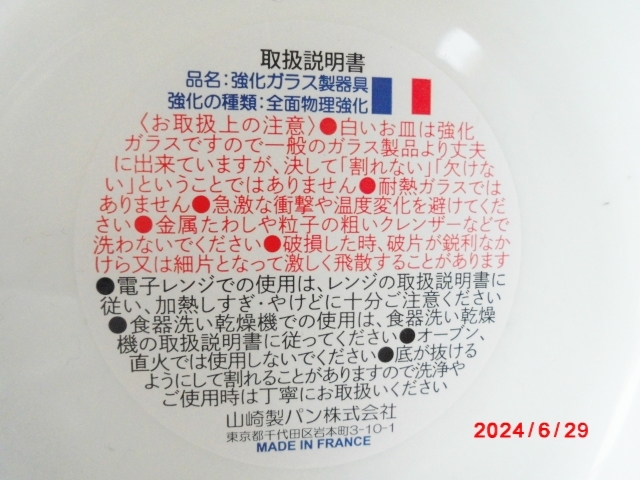 取扱説明書
品名:強化ガラス製器具
強化の種類:全面物理強化
〈お取扱上の注意〉●白いお皿は強化
ガラスですので一般のガラス製品より丈夫
に出来ていますが、決して「割れない」「欠けな
い」ということではありません●耐熱ガラスでは
ありません●急激な衝撃や温度変化を避けてくだ
さい●金属たわしや粒子の粗いクレンザーなどで
洗わないでください●破損した時、破片が鋭利なか
けら又は細片となって激しく飛散することがあります
●電子レンジでの使用は、レンジの取扱説明書に
従い、加熱しすぎ・やけどに十分ご注意ください
●食器洗い乾燥機での使用は、食器洗い乾燥
機の取扱説明書に従ってください●オーブン、
直火では使用しないでください●底が抜ける
ようにして割れることがありますので洗浄や
ご使用時は丁寧にお取扱いください
山崎製パン株式会社
東京都千代田区岩本町3-10-1
MADE IN FRANCE
2024/6/29